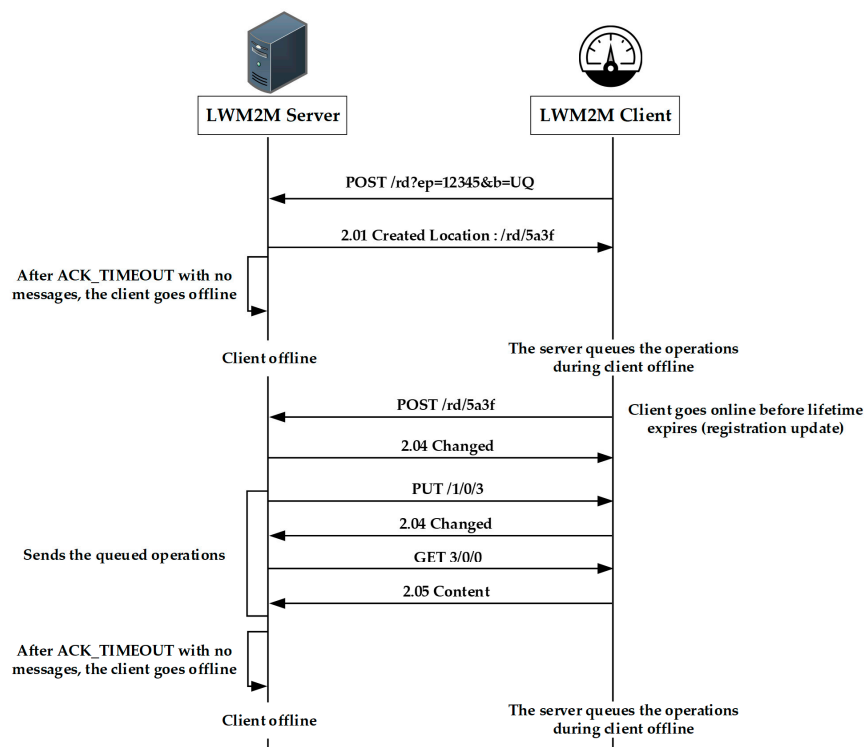 LWM2M Server
LWM2M Client
POST /rd?ep=12345&b=UQ
2.01 Created Location : /rd/5a3f
After ACK_TIMEOUT with no
messages, the client goes offline
Client offline
The server queues the operations
during client offline
POST /rd/5a3f
Client goes online before lifetime
expires (registration update)
2.04 Changed
PUT /1/0/3
2.04 Changed
Sends the queued operations
GET 3/0/0
2.05 Content
After ACK_TIMEOUT with no
messages, the client goes offline
Client offline
The server queues the operations
during client offline